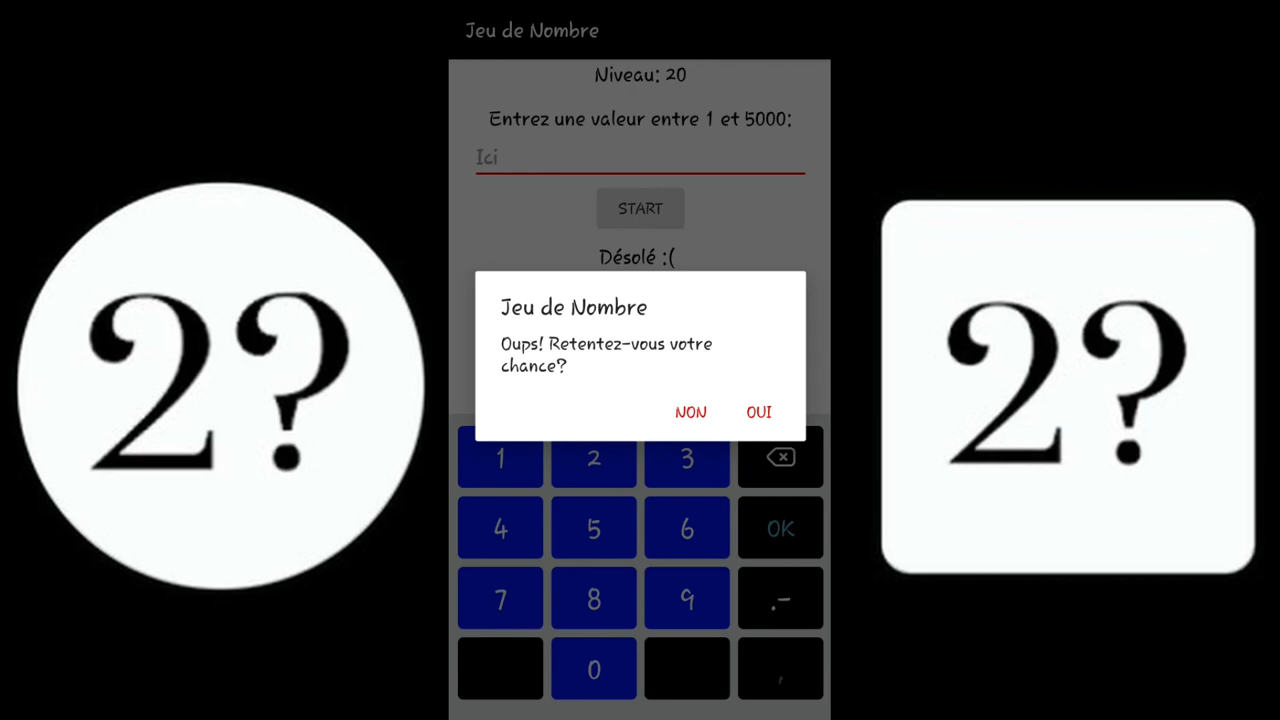 Jeu de Nombre
Niveau: 20
Entrez une valeur entre 1 et 5000:
Ici
START
Désolé :(
Jeu de Nombre
Oups! Retentez-vous votre
chance?
NON OUI
2?
2?
1 2 3
4 5 6 OK
7 8 9 .-
0 ,